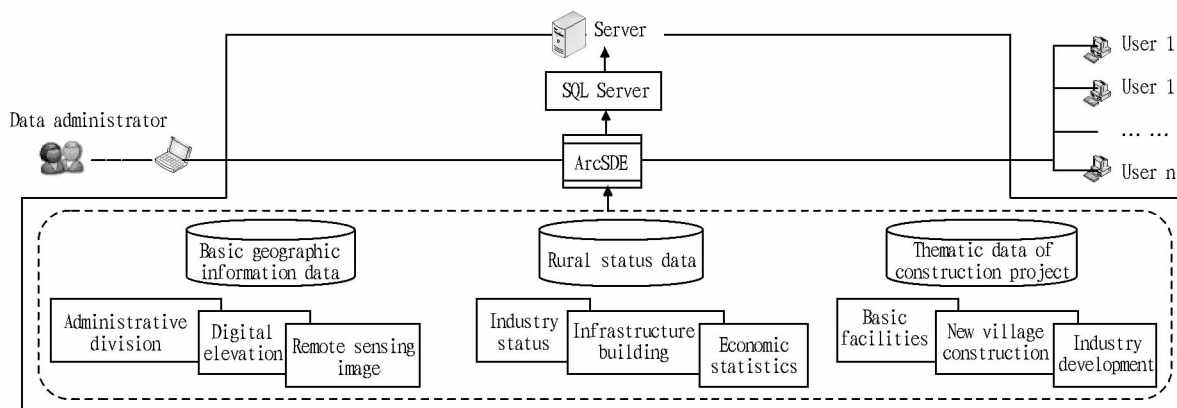 Server
User 1
SQL Server
User 1
Data administrator
... ...
ArcSDE
User n
Basic geographic
information data
Rural status data
Thematic data of
construction project
Administrative
division
Digital
elevation
Remote sensing
image
Industry
status
Infrastructure
building
Economic
statistics
Basic
facilities
New village
construction
Industry
development